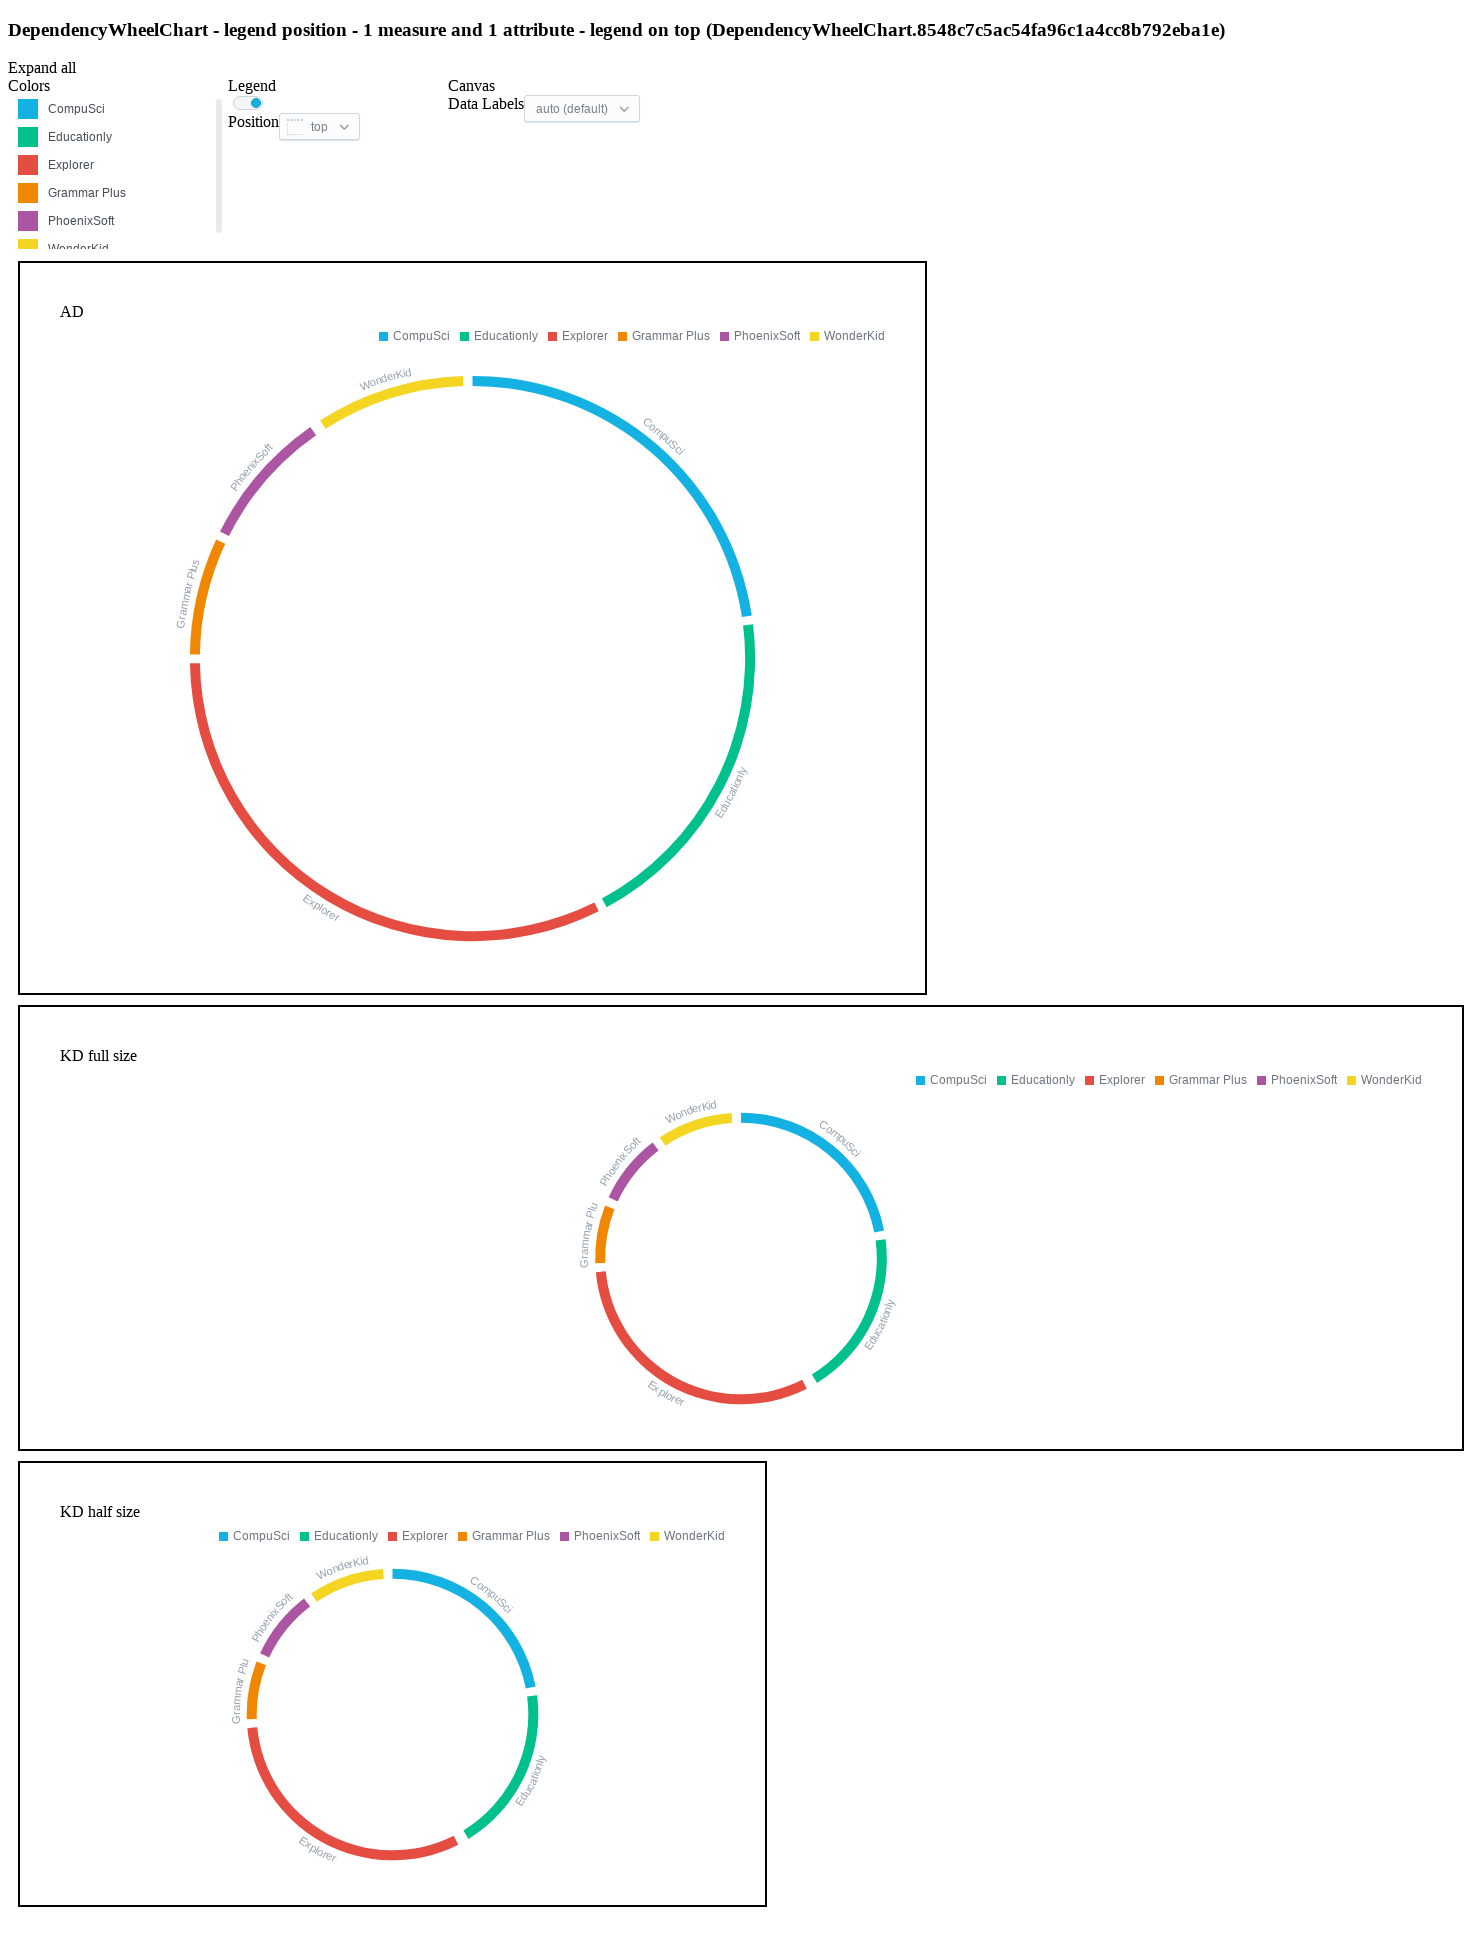 DependencyWheelChart - legend position - 1 measure and 1 attribute - legend on top (DependencyWheelChart.8548c7c5ac54fa96c1a4cc8b792eba1e)
Expand all
Colors
CompuSci
Educationly
Explorer
Grammar Plus
PhoenixSoft
WonderKid
Legend
Position top
Canvas
Data Labels auto (default)
AD
CompuSci Educationly Explorer Grammar Plus PhoenixSoft WonderKid
WonderKid
CompuSci
PhoenixSoft
Grammar Plus
Educationly
Explorer
KD full size
CompuSci Educationly Explorer Grammar Plus PhoenixSoft WonderKid
WonderKid
CompuSci
PhoenixSoft
Grammar Plu
Educationly
Explorer
KD half size
CompuSci Educationly Explorer Grammar Plus PhoenixSoft WonderKid
WonderKid
CompuSci
PhoenixSoft
Grammar Plu
Educationly
Explorer